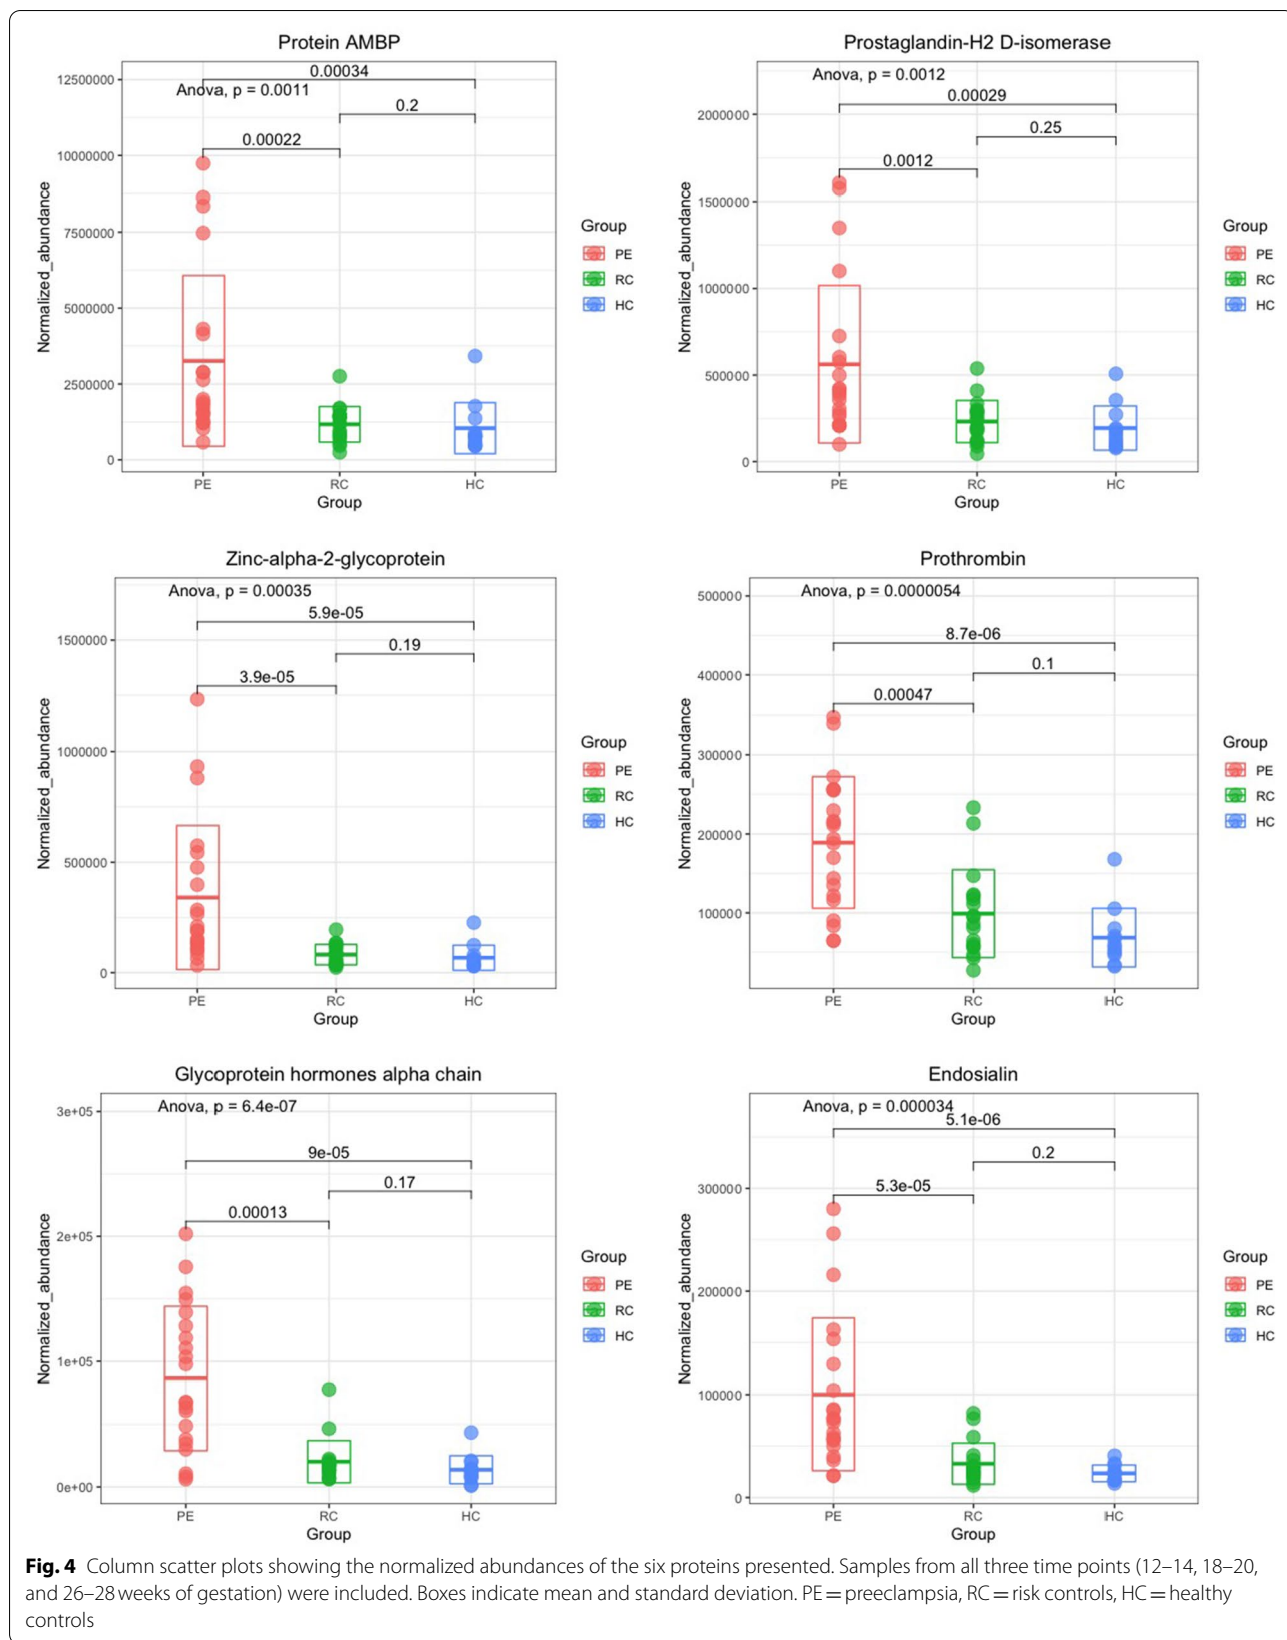 Protein AMBP
Normalized_abundance
12500000
10000000
7500000
5000000
2500000
0
Anova, p = 0.0011
0.00034
0.2
0.00022
PE
RC
HC
Group
Group
PE
RC
HC
Prostaglandin-H2 D-isomerase
Normalized_abundance
2000000
1500000
1000000
500000
0
Anova, p = 0.0012
0.00029
0.25
0.0012
PE
RC
HC
Group
Group
PE
RC
HC
Zinc-alpha-2-glycoprotein
Normalized_abundance
1500000
1000000
500000
0
Anova, p = 0.00035
5.9e-05
0.19
3.9e-05
PE
RC
HC
Group
Group
PE
RC
HC
Prothrombin
Normalized_abundance
500000
400000
300000
200000
100000
Anova, p = 0.0000054
8.7e-06
0.1
0.00047
PE
RC
HC
Group
Group
PE
RC
HC
Glycoprotein hormones alpha chain
Normalized_abundance
3e+05
2e+05
1e+05
0e+00
Anova, p = 6.4e-07
9e-05
0.17
0.00013
PE
RC
HC
Group
Group
PE
RC
HC
Endosialin
Normalized_abundance
300000
200000
100000
0
Anova, p = 0.000034
5.1e-06
0.2
5.3e-05
PE
RC
HC
Group
Group
PE
RC
HC
Fig. 4 Column scatter plots showing the normalized abundances of the six proteins presented. Samples from all three time points (12–14, 18–20,
and 26–28 weeks of gestation) were included. Boxes indicate mean and standard deviation. PE = preeclampsia, RC = risk controls, HC = healthy
controls